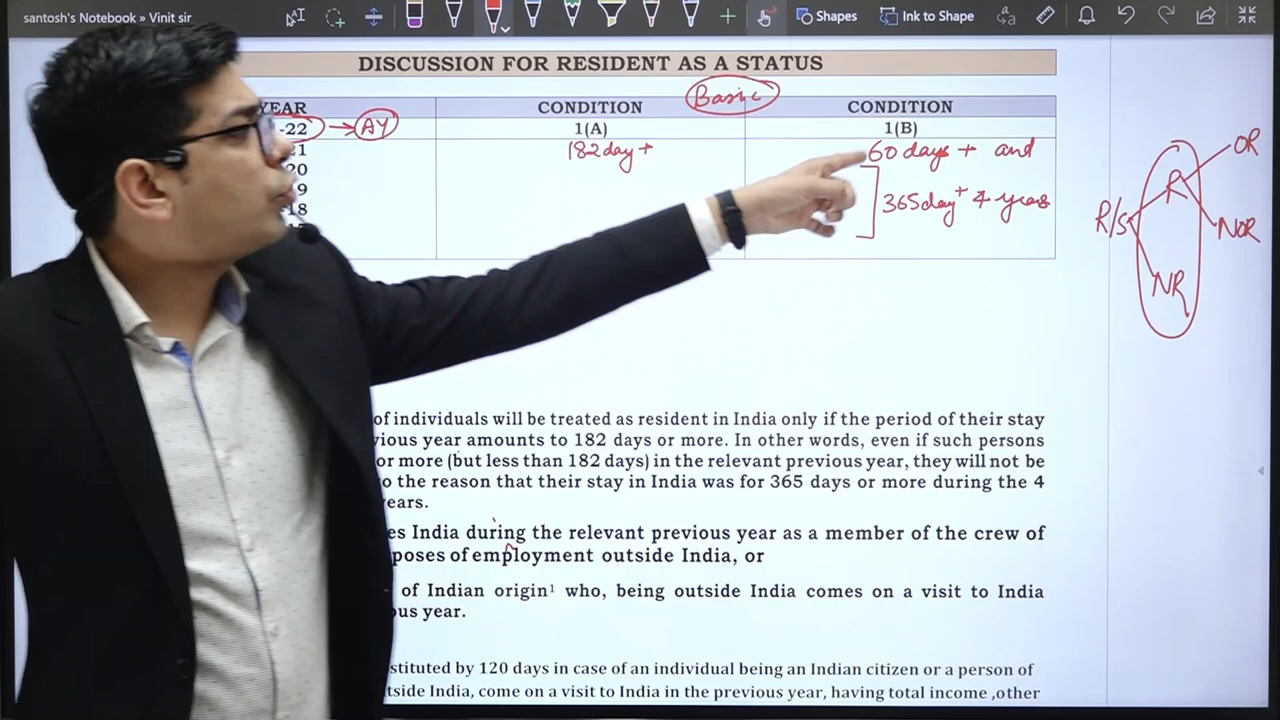 santosh's Notebook » Vinit sir
Shapes
Ink to Shape
DISCUSSION FOR RESIDENT AS A STATUS
YEAR CONDITION Basic CONDITION
-22 → AY 1(A) 1(B)
21 182 day + 60 days + and
20
9 365 day+ 4 years
18
R/S R OR
NOR
NR
of individuals will be treated as resident in India only if the period of their stay
vious year amounts to 182 days or more. In other words, even if such persons
or more (but less than 182 days) in the relevant previous year, they will not be
o the reason that their stay in India was for 365 days or more during the 4
ears.
es India during the relevant previous year as a member of the crew of
poses of employment outside India, or
of Indian origin¹ who, being outside India comes on a visit to India
ous year.
stituted by 120 days in case of an individual being an Indian citizen or a person of
tside India, come on a visit to India in the previous year, having total income ,other